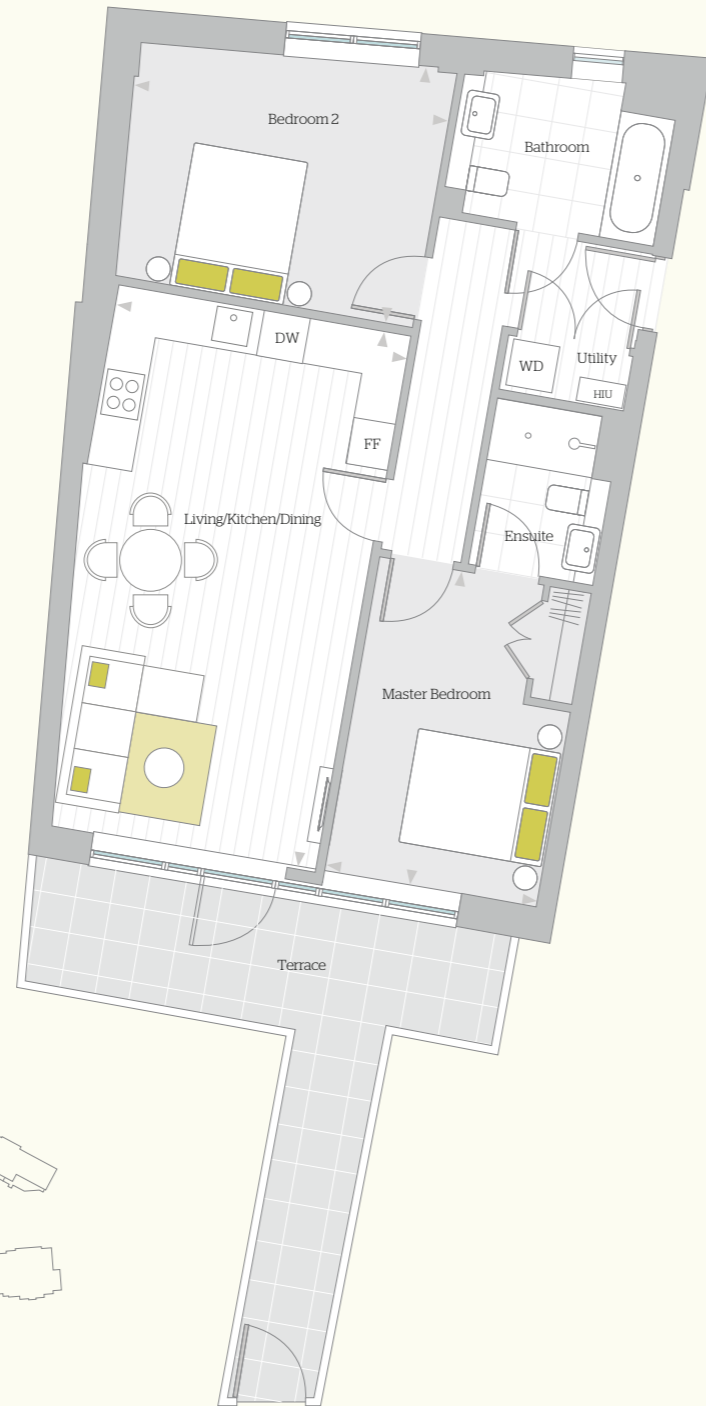 Bedroom 2
Bathroom
DW
WD
Utility
HIU
FF
Living/Kitchen/Dining
Ensuite
Master Bedroom
Terrace